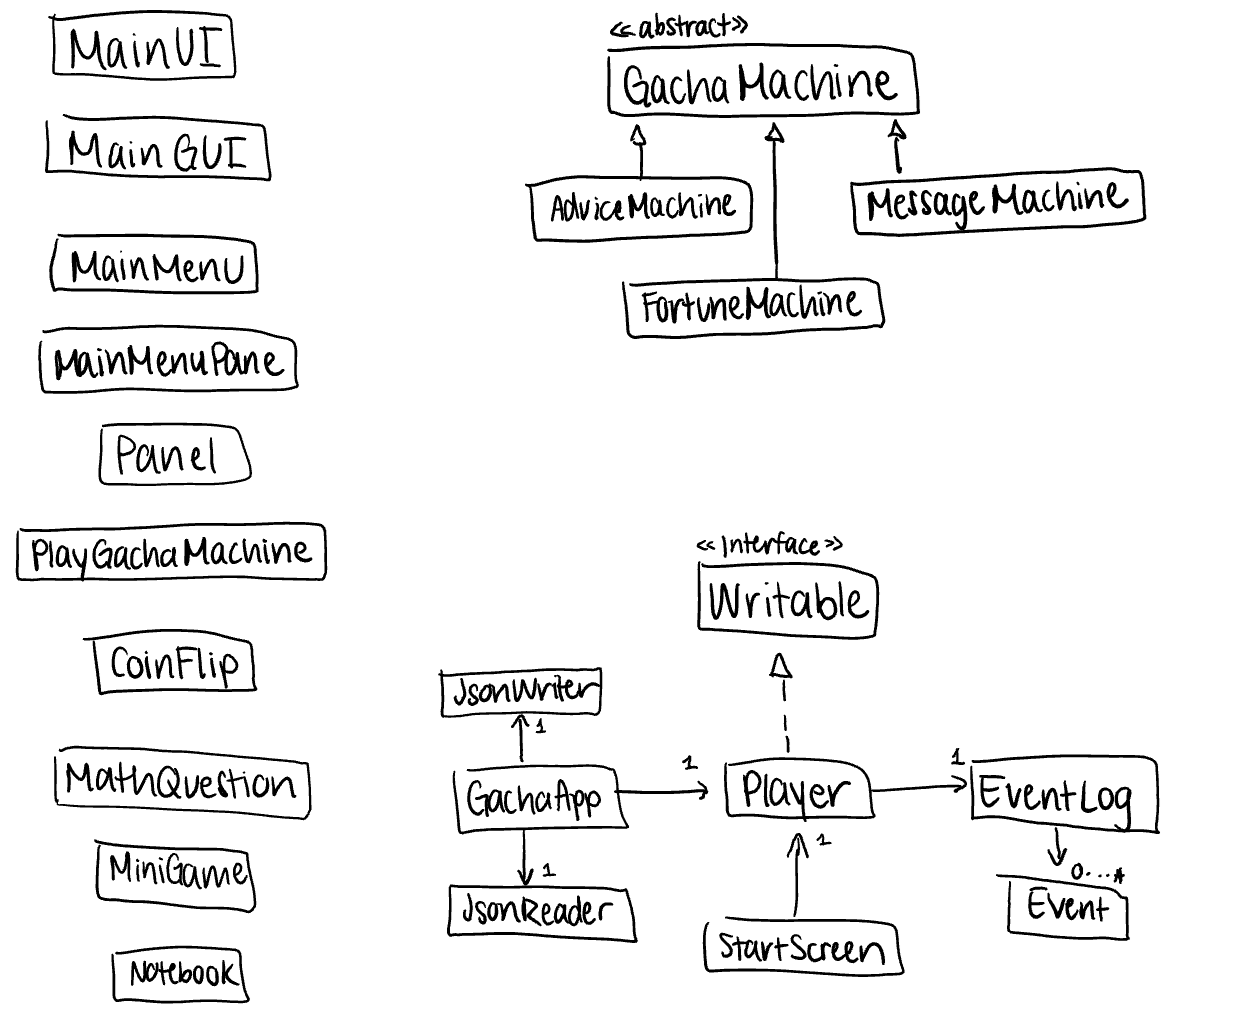 MainUI
MainGUI
MainMenu
MainMenuPane
Panel
PlayGachaMachine
CoinFlip
MathQuestion
MiniGame
Notebook
<<abstract>>
GachaMachine
AdviceMachine
MessageMachine
FortuneMachine
<<Interface>>
Writable
JsonWriter
1
GachaApp
1
Player
1
EventLog
1
JsonReader
1
StartScreen
0...*
Event